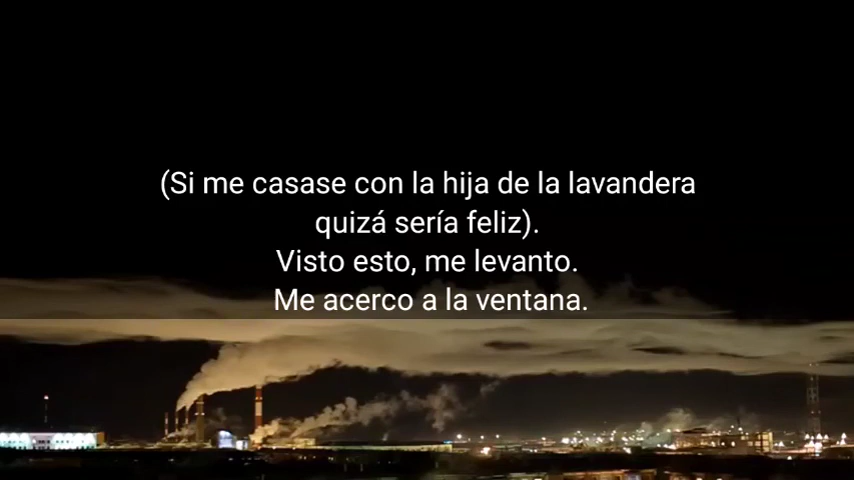 (Si me casase con la hija de la lavandera
quizá sería feliz).
Visto esto, me levanto.
Me acerco a la ventana.